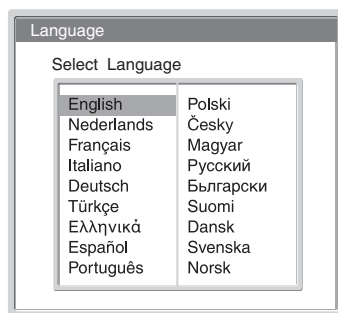 Language
Select Language
English
Nederlands
Français
Italiano
Deutsch
Türkçe
Ελληνικά
Español
Português
Polski
Česky
Magyar
Русский
Бьлгарски
Suomi
Dansk
Svenska
Norsk